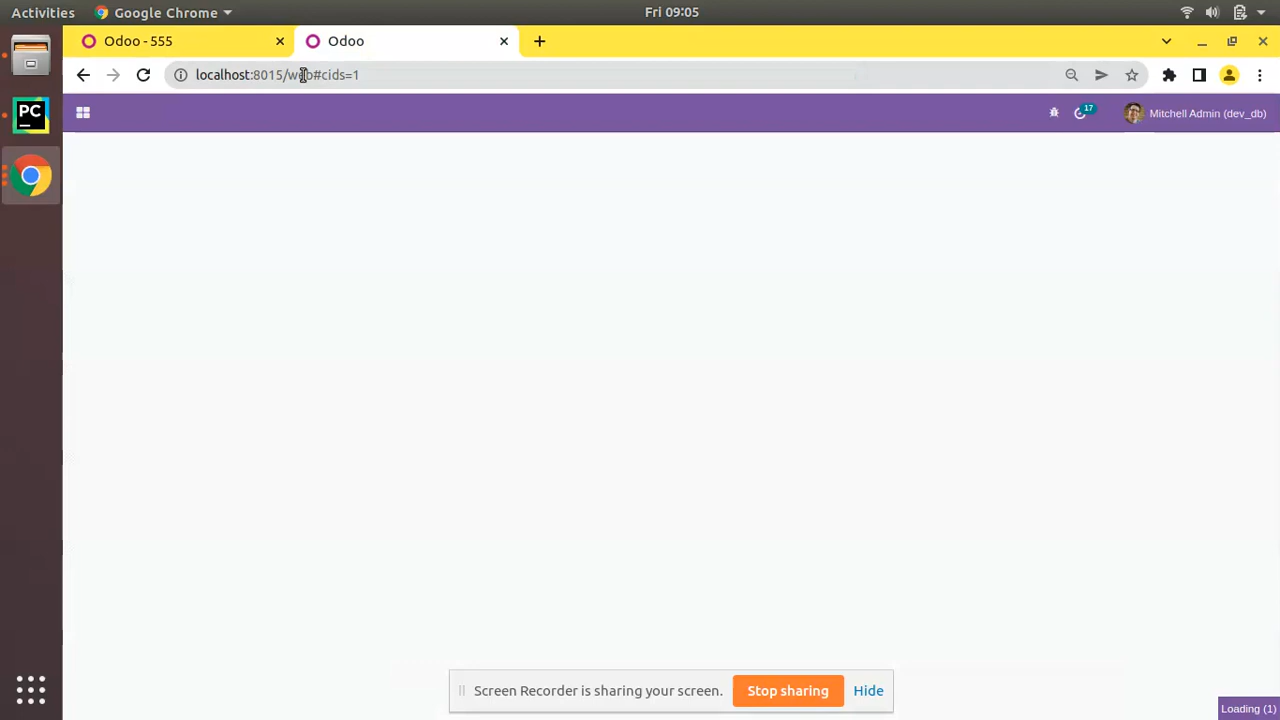 Activities
Google Chrome
Fri 09:05
Odoo - 555
Odoo
localhost:8015/web#cids=1
17
Mitchell Admin (dev_db)
PC
Screen Recorder is sharing your screen.
Stop sharing
Hide
Loading (1)